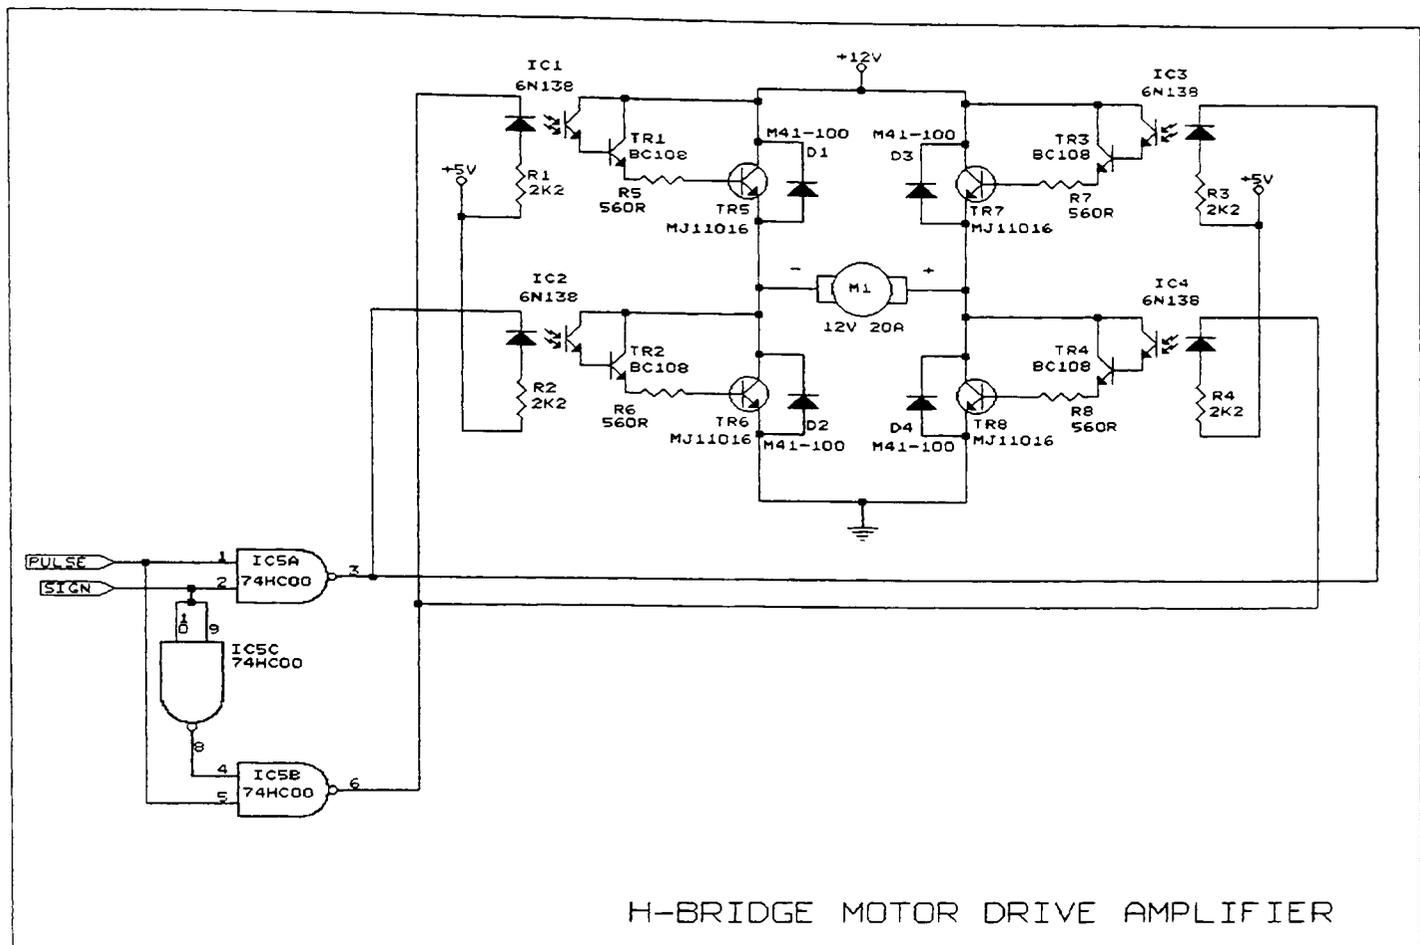 +12V
IC1
6N138
IC3
6N138
TR1
BC108
M41-100
D1
M41-100
D3
TR3
BC108
+5V
R1
2K2
R5
560R
TR5
MJ11016
TR7
MJ11016
R7
560R
R3
2K2
+5V
IC2
6N138
-
M1
+
12V 20A
IC4
6N138
TR2
BC108
TR4
BC108
R2
2K2
R6
560R
TR6
MJ11016
D2
M41-100
D4
M41-100
TR8
MJ11016
R8
560R
R4
2K2
PULSE
1
IC5A
74HC00
3
SIGN
2
10
9
IC5C
74HC00
8
4
IC5B
74HC00
6
5
H-BRIDGE MOTOR DRIVE AMPLIFIER